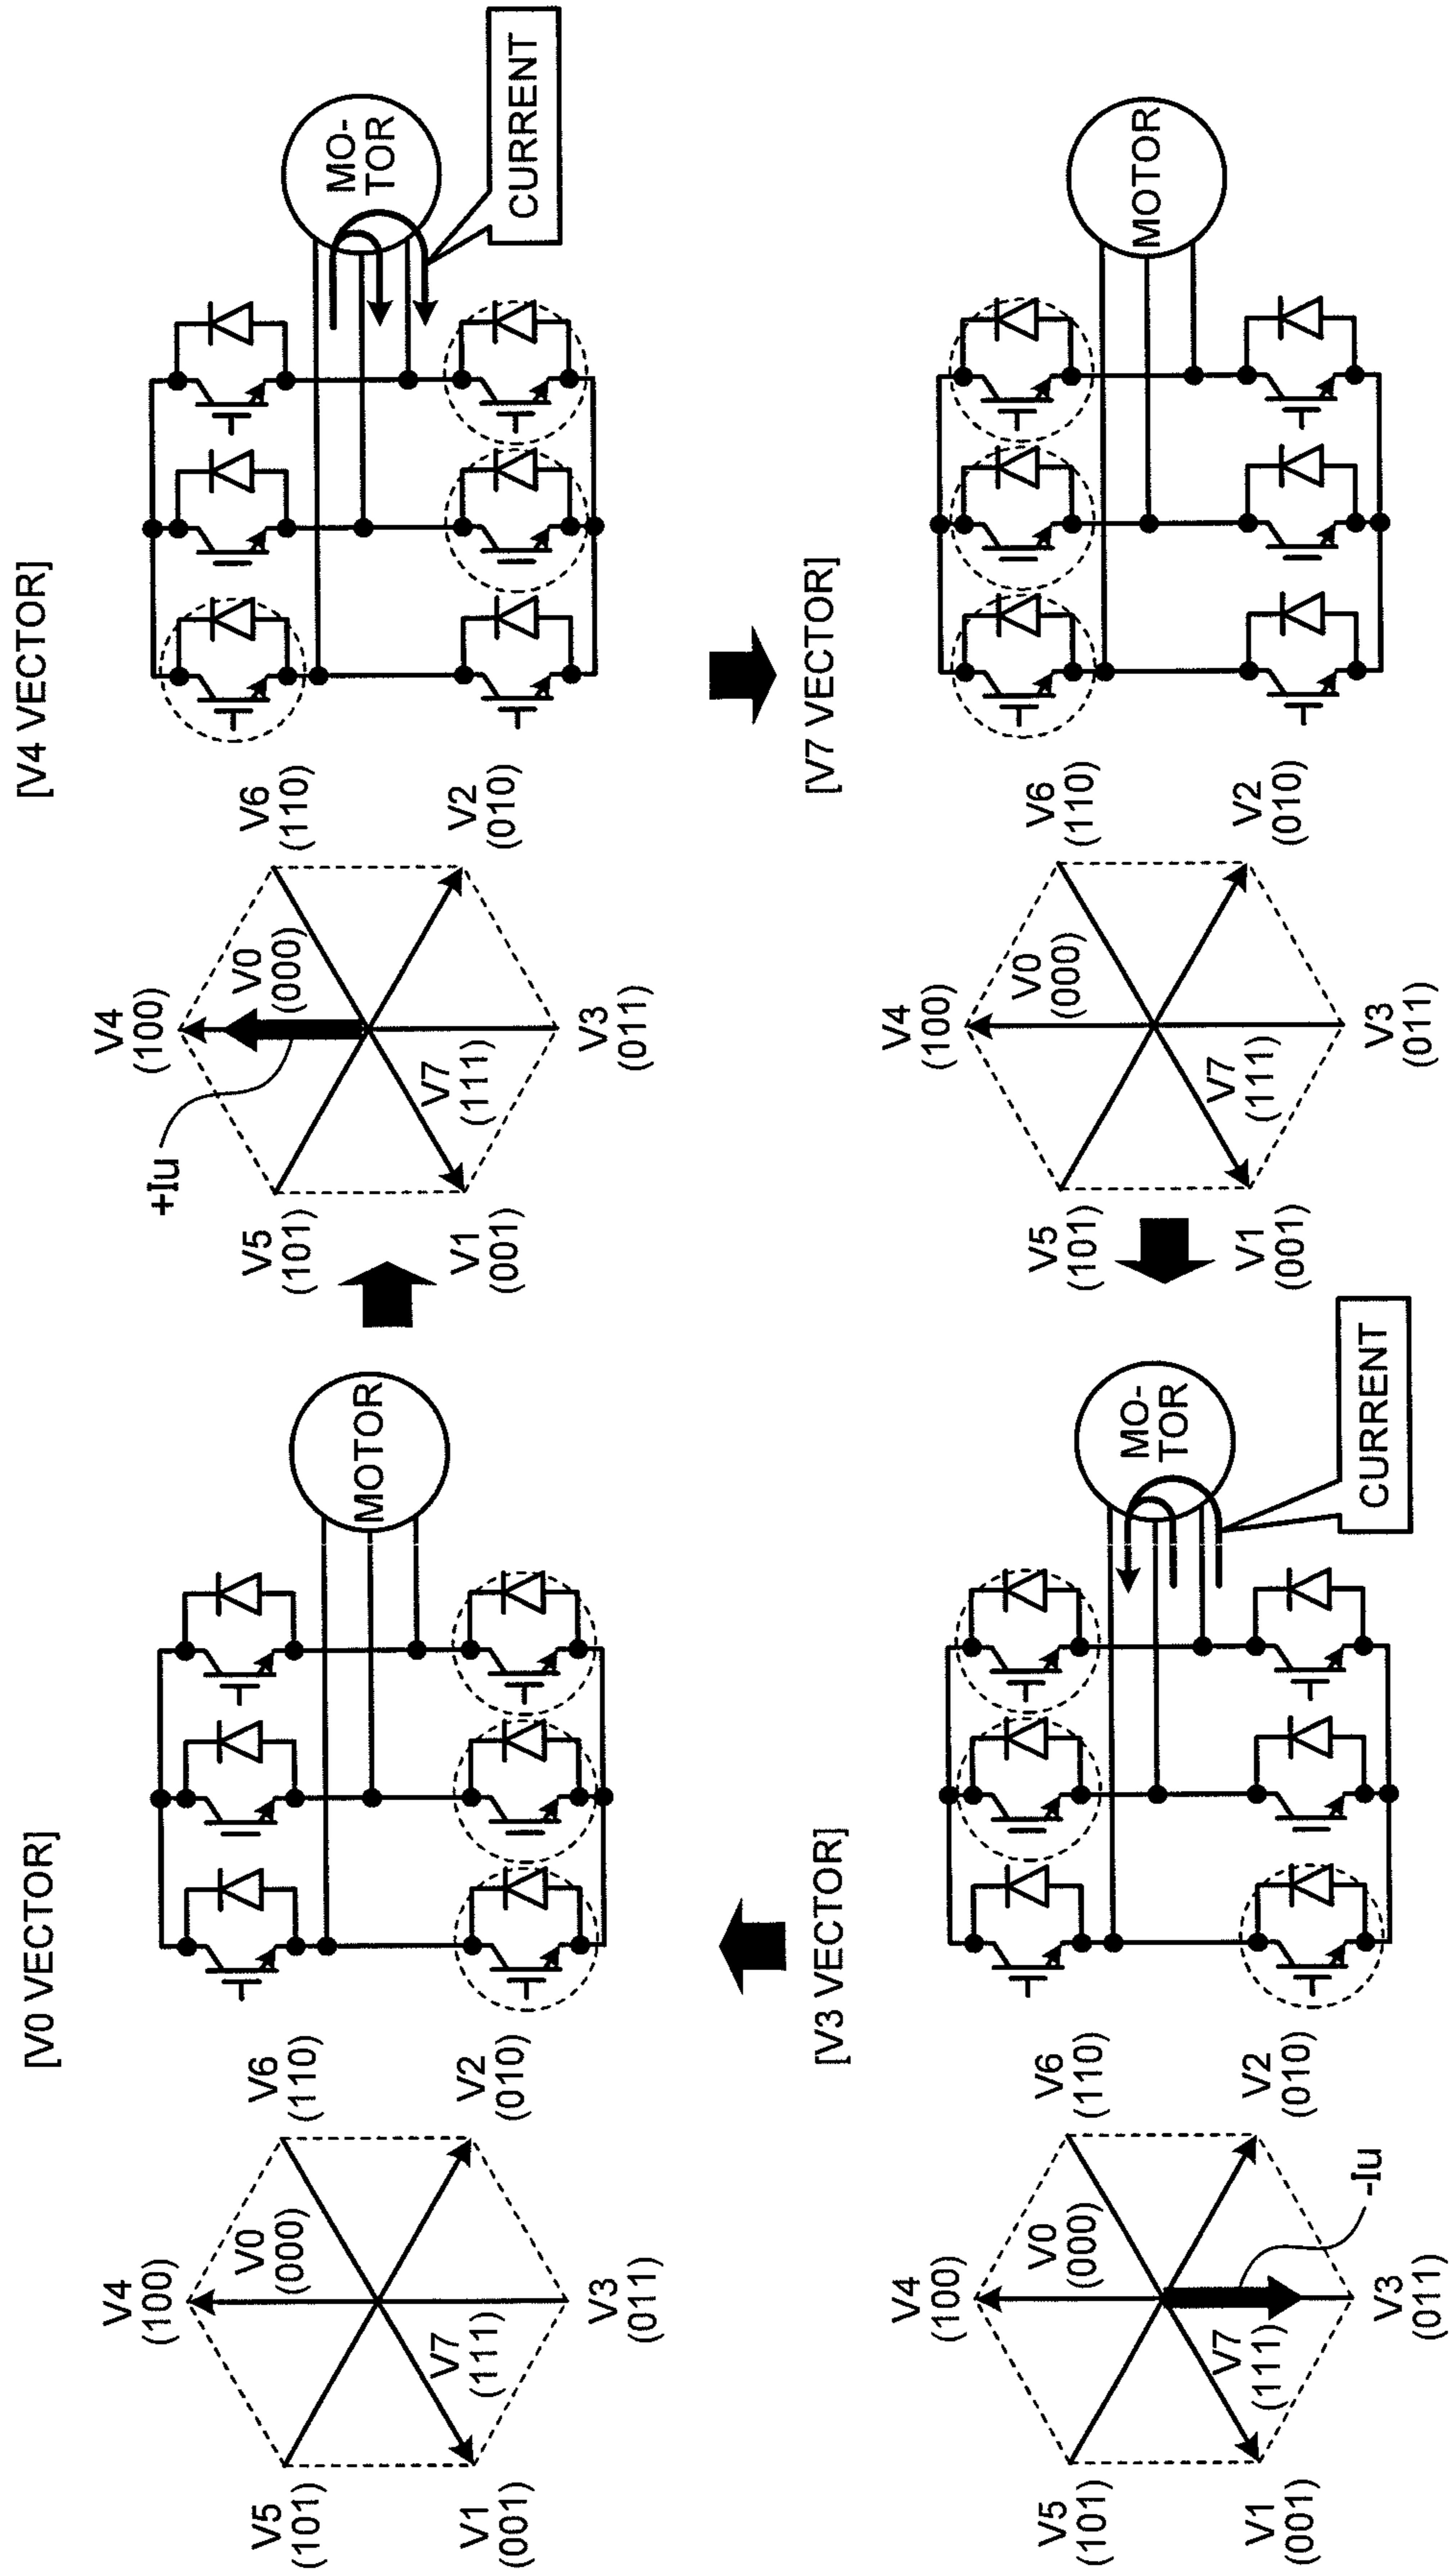 [V0 VECTOR]
V4
(100)
V5
(101)
V0
(000)
V6
(110)
V7
(111)
V1
(001)
V2
(010)
V3
(011)
MOTOR
[V4 VECTOR]
+Iu
V4
(100)
V5
(101)
V0
(000)
V6
(110)
V7
(111)
V1
(001)
V2
(010)
V3
(011)
MO-
TOR
CURRENT
[V3 VECTOR]
V4
(100)
V5
(101)
V0
(000)
V6
(110)
V7
(111)
V1
(001)
V2
(010)
V3
(011)
-Iu
MO-
TOR
CURRENT
[V7 VECTOR]
V4
(100)
V5
(101)
V0
(000)
V6
(110)
V7
(111)
V1
(001)
V2
(010)
V3
(011)
MOTOR